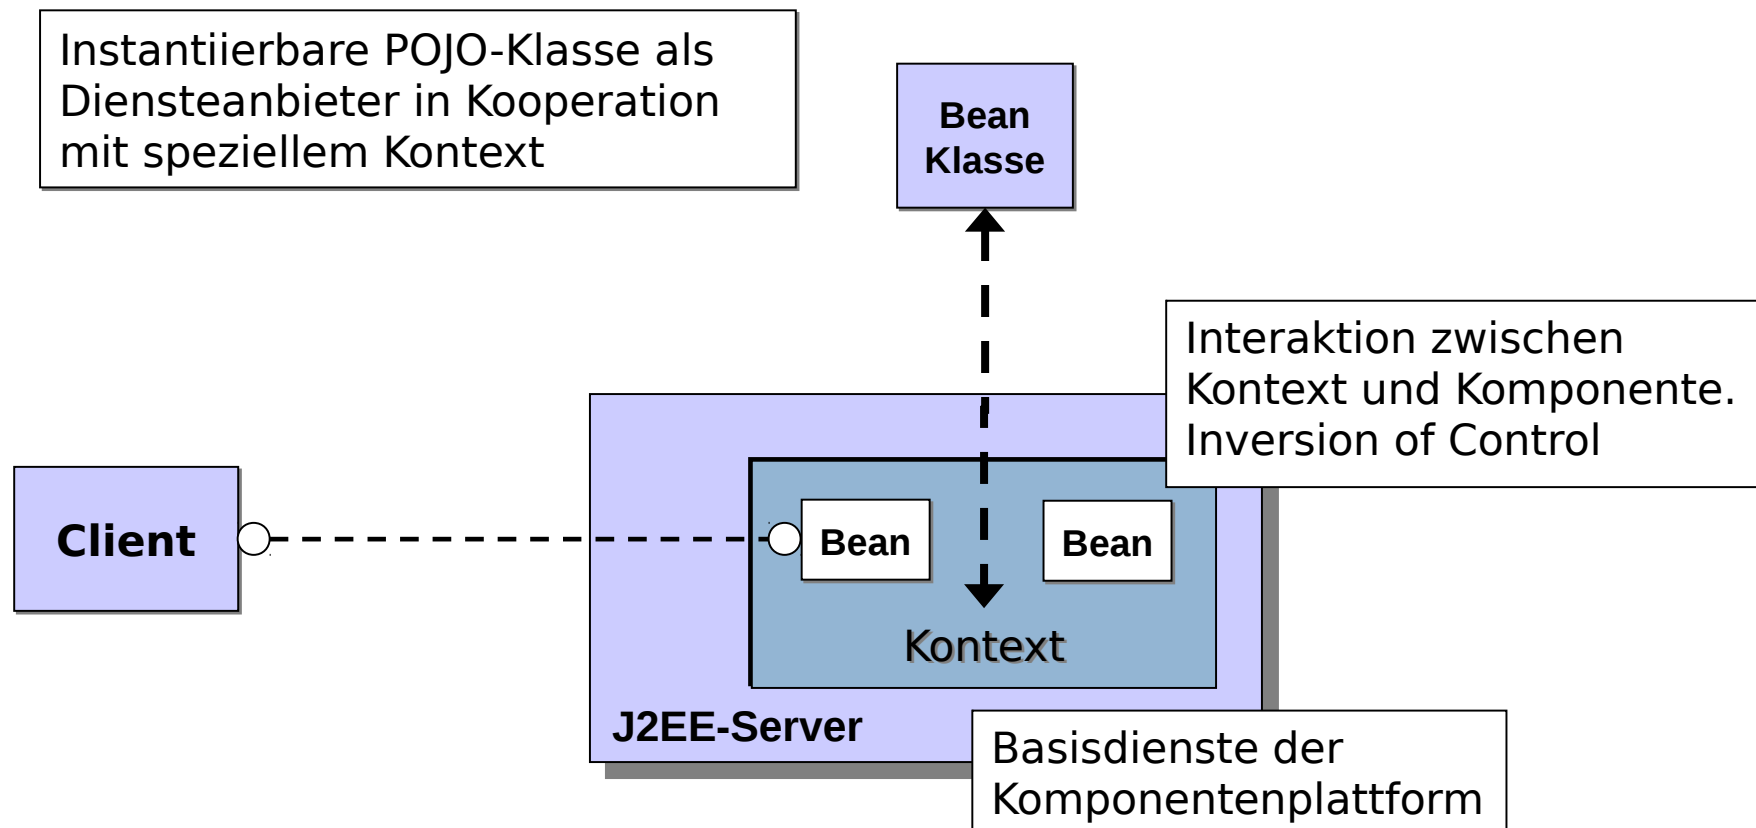 Instantiierbare POJO-Klasse als
Diensteanbieter in Kooperation
mit speziellem Kontext
Bean
Klasse
Interaktion zwischen
Kontext und Komponente.
Inversion of Control
Client
Bean
Bean
Kontext
J2EE-Server
Basisdienste der
Komponentenplattform